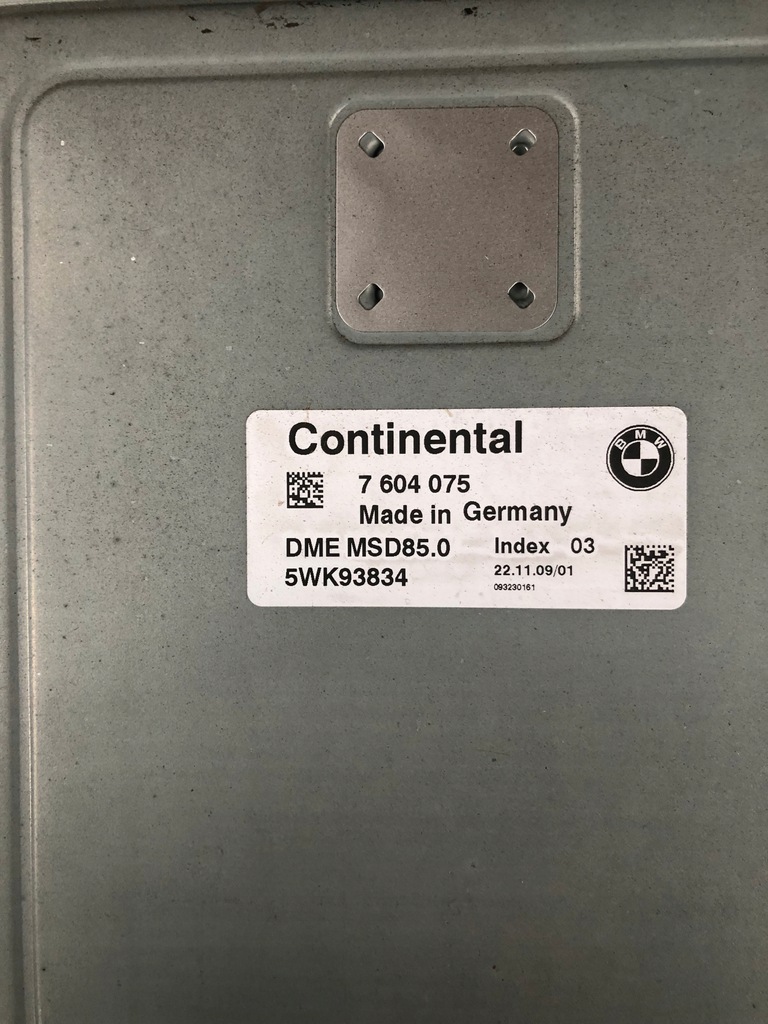 Continental
BMW
7 604 075
Made in Germany
DME MSD85.0 Index 03
5WK93834 22.11.09/01
093230161